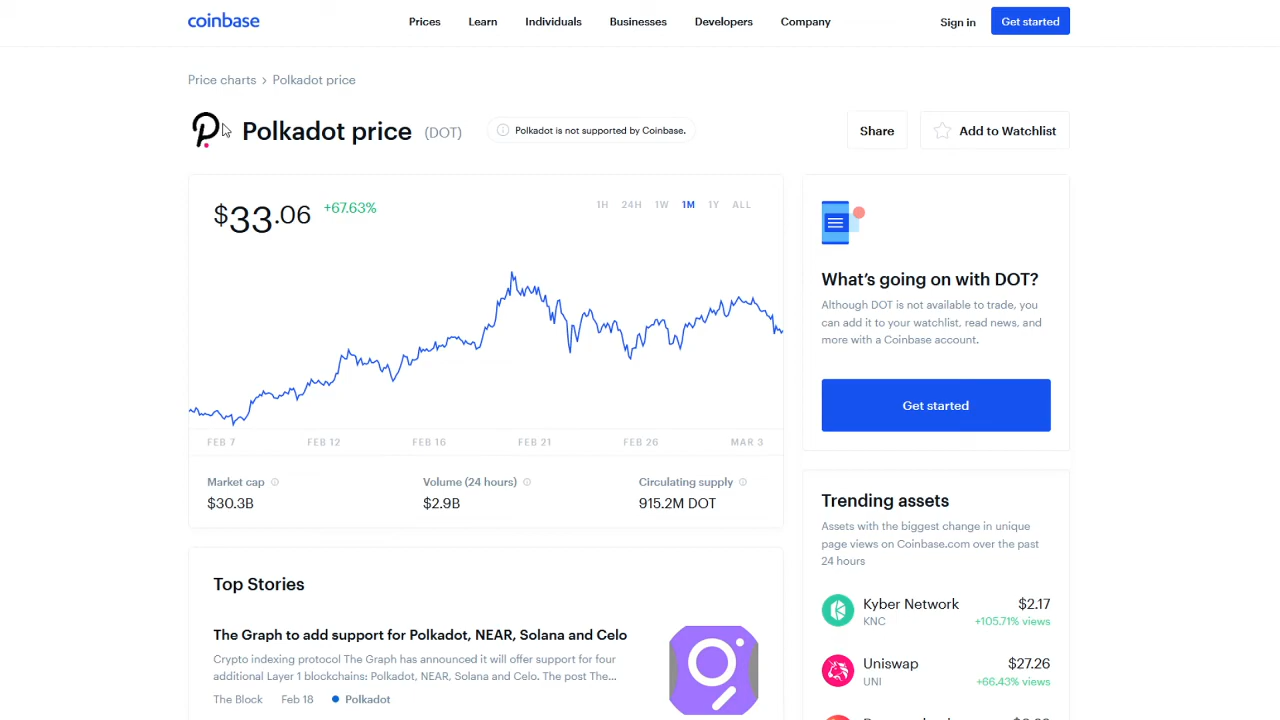 coinbase
Prices
Learn
Individuals
Businesses
Developers
Company
Sign in
Get started
Price charts > Polkadot price
Polkadot price (DOT)
Polkadot is not supported by Coinbase.
Share
Add to Watchlist
$33.06 +67.63%
1H 24H 1W 1M 1Y ALL
FEB 7 FEB 12 FEB 16 FEB 21 FEB 26 MAR 3
Market cap
$30.3B
Volume (24 hours)
$2.9B
Circulating supply
915.2M DOT
What's going on with DOT?
Although DOT is not available to trade, you
can add it to your watchlist, read news, and
more with a Coinbase account.
Get started
Top Stories
The Graph to add support for Polkadot, NEAR, Solana and Celo
Crypto indexing protocol The Graph has announced it will offer support for four
additional Layer 1 blockchains: Polkadot, NEAR, Solana and Celo. The post The...
The Block Feb 18 Polkadot
Trending assets
Assets with the biggest change in unique
page views on Coinbase.com over the past
24 hours
Kyber Network $2.17
KNC +105.71% views
Uniswap $27.26
UNI +66.43% views